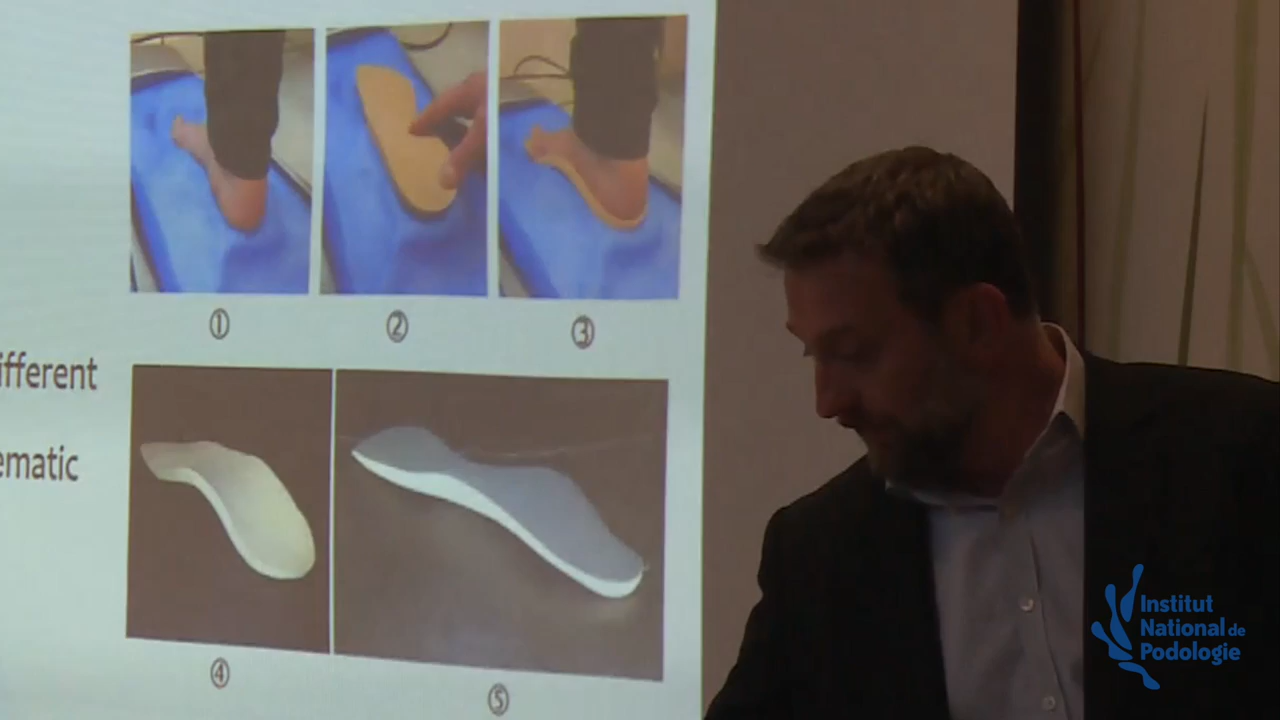 ①
②
③
ifferent
ematic
④
⑤
Institut
National de
Podologie